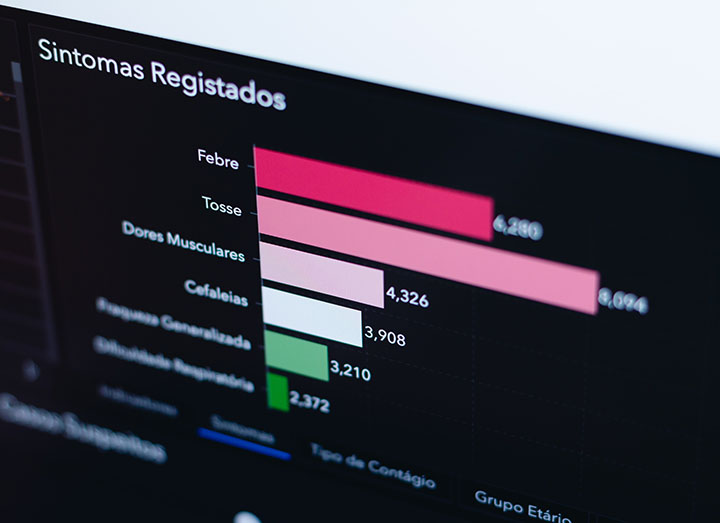 Sintomas Registados
Febre
6,280
Tosse
8,094
Dores Musculares
4,326
Cefaleias
3,908
Fraqueza Generalizada
3,210
Dificuldade Respiratória
2,372
Sintomas
Tipo de Contágio
Grupo Etário
Casos Suspeitos